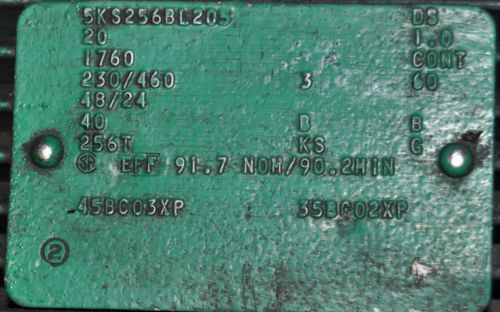 5KS256BL205 DS
20 1.0
1760 CONT
230/460 3 60
48/24
40 B B
256T KS G
EFF 91.7 NOM/90.2MIN
45BC03XP 35BC02XP
2